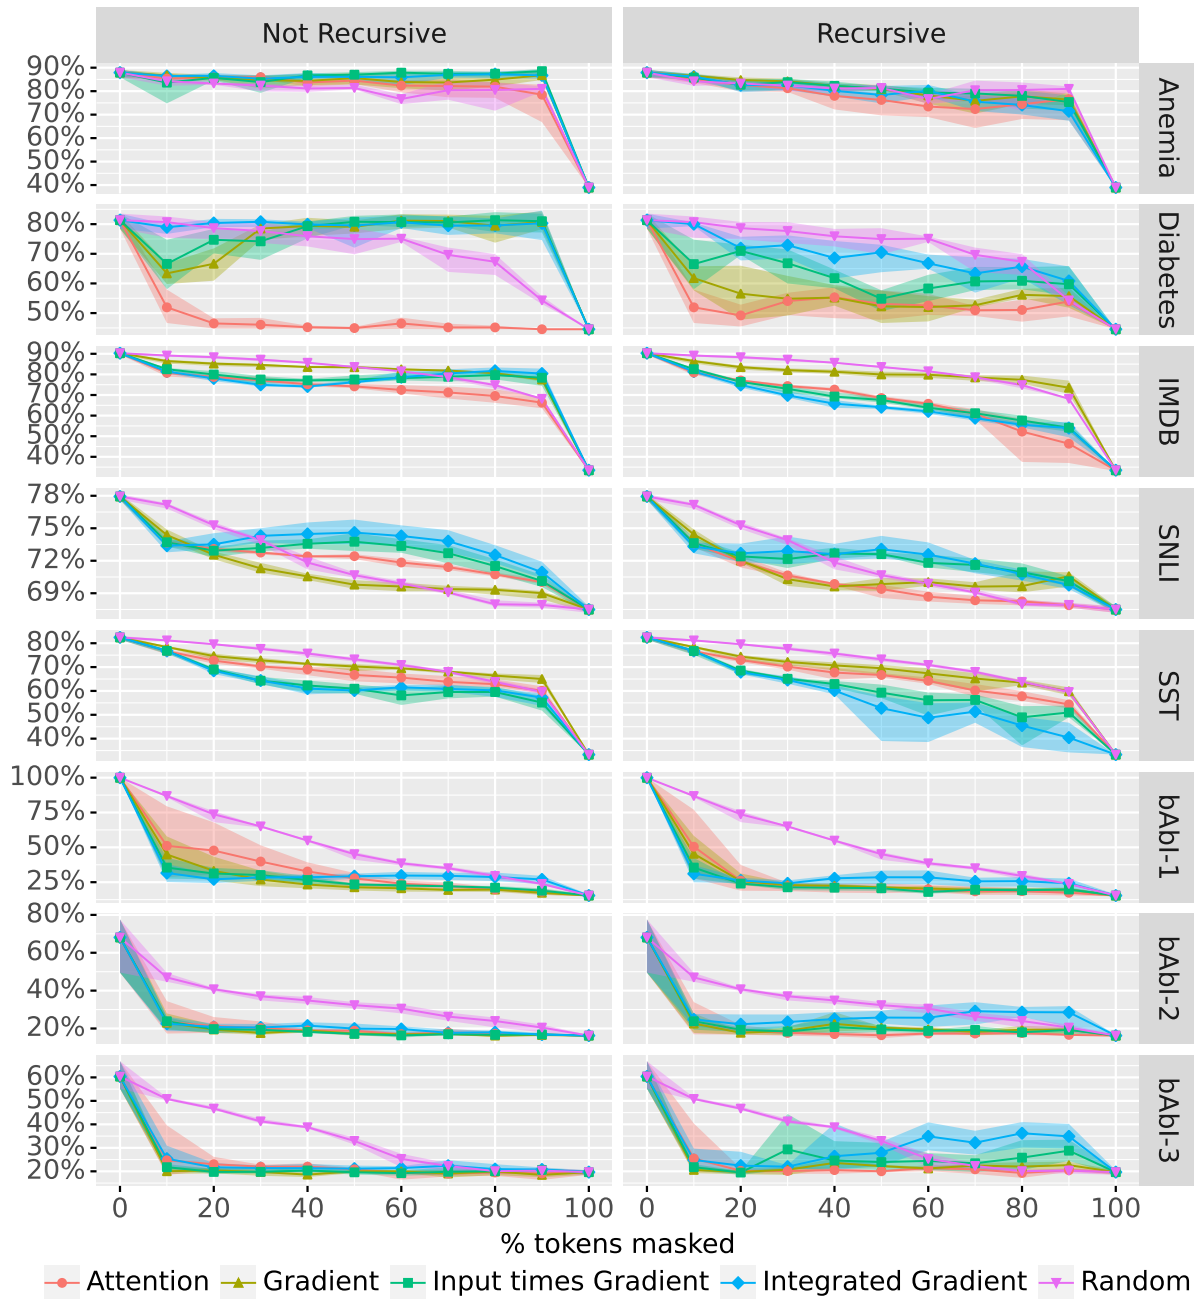 Not Recursive
Recursive
90%
80%
70%
60%
50%
40%
Anemia
80%
70%
60%
50%
Diabetes
90%
80%
70%
60%
50%
40%
IMDB
78%
75%
72%
69%
SNLI
80%
70%
60%
50%
40%
SST
100%
75%
50%
25%
bAbI-1
80%
60%
40%
20%
bAbI-2
60%
50%
40%
30%
20%
bAbI-3
0 20 40 60 80 100 0 20 40 60 80 100
% tokens masked
Attention Gradient Input times Gradient Integrated Gradient Random